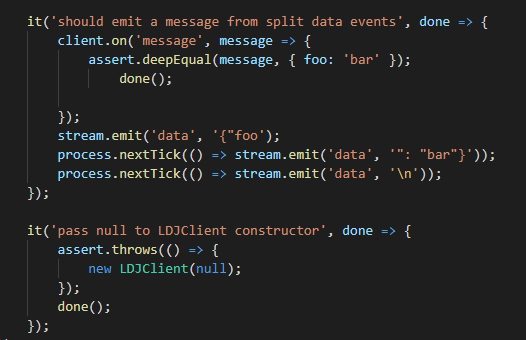 it('should emit a message from split data events', done => {
    client.on('message', message => {
        assert.deepEqual(message, { foo: 'bar' });
            done();

    });
    stream.emit('data', '{"foo');
    process.nextTick(() => stream.emit('data', '": "bar"}'));
    process.nextTick(() => stream.emit('data', '\n'));
});

it('pass null to LDJClient constructor', done => {
    assert.throws(() => {
        new LDJClient(null);
    });
    done();
});